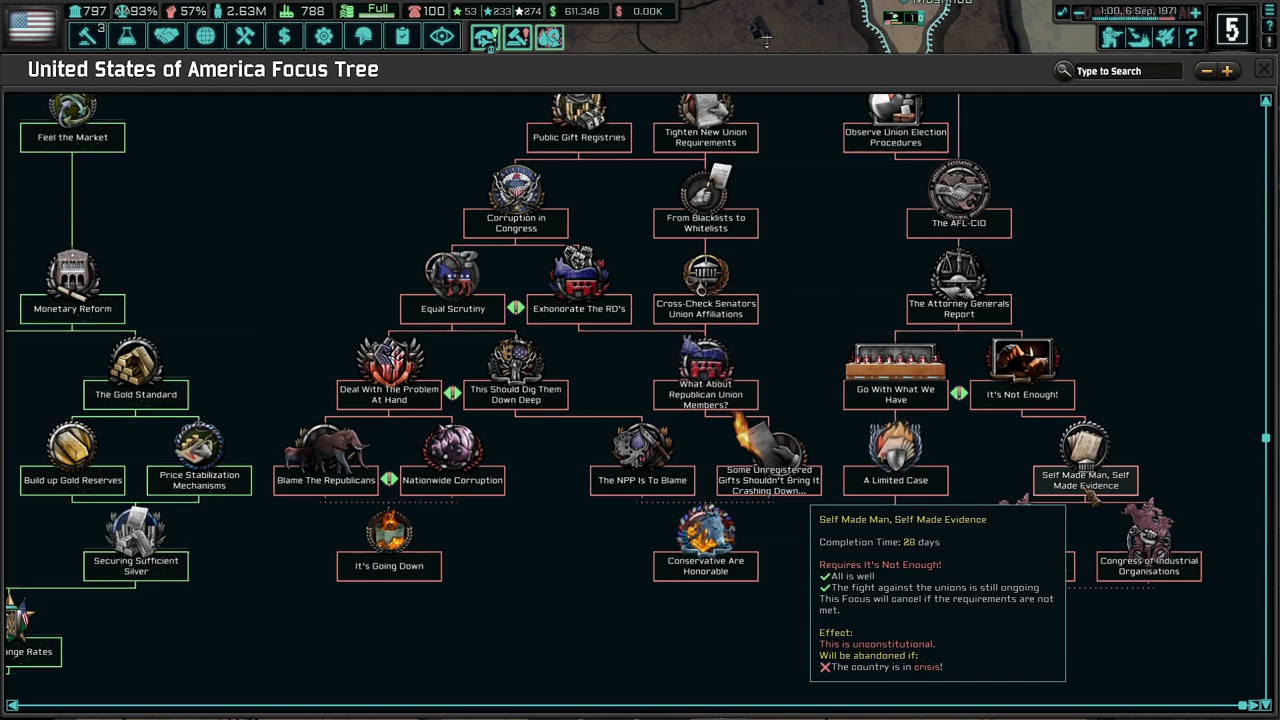 797
93%
57%
2.63M
788
Full
100
53
233
274
$ 611.34B
$ 0.00K
1:00, 6 Sep, 1971
5
3
United States of America Focus Tree
Type to Search
Feel the Market
Public Gift Registries
Tighten New Union
Requirements
Observe Union Election
Procedures
Corruption in
Congress
From Blacklists to
Whitelists
The AFL-CIO
Monetary Reform
Equal Scrutiny
Exhonorate The RD's
Cross-Check Senators
Union Affiliations
The Attorney Generals
Report
The Gold Standard
Deal With The Problem
At Hand
This Should Dig Them
Down Deep
What About
Republican Union
Members?
Go With What We
Have
It's Not Enough!
Build up Gold Reserves
Price Stabilization
Mechanisms
Blame The Republicans
Nationwide Corruption
The NPP Is To Blame
Some Unregistered
Gifts Shouldn't Bring It
Crashing Down...
A Limited Case
Self Made Man, Self
Made Evidence
Securing Sufficient
Silver
It's Going Down
Conservative Are
Honorable
Congress of Industrial
Organisations
ange Rates
Self Made Man, Self Made Evidence
Completion Time: 28 days
Requires It's Not Enough!
All is well
The fight against the unions is still ongoing
This Focus will cancel if the requirements are not
met.
Effect:
This is unconstitutional.
Will be abandoned if:
The country is in crisis!